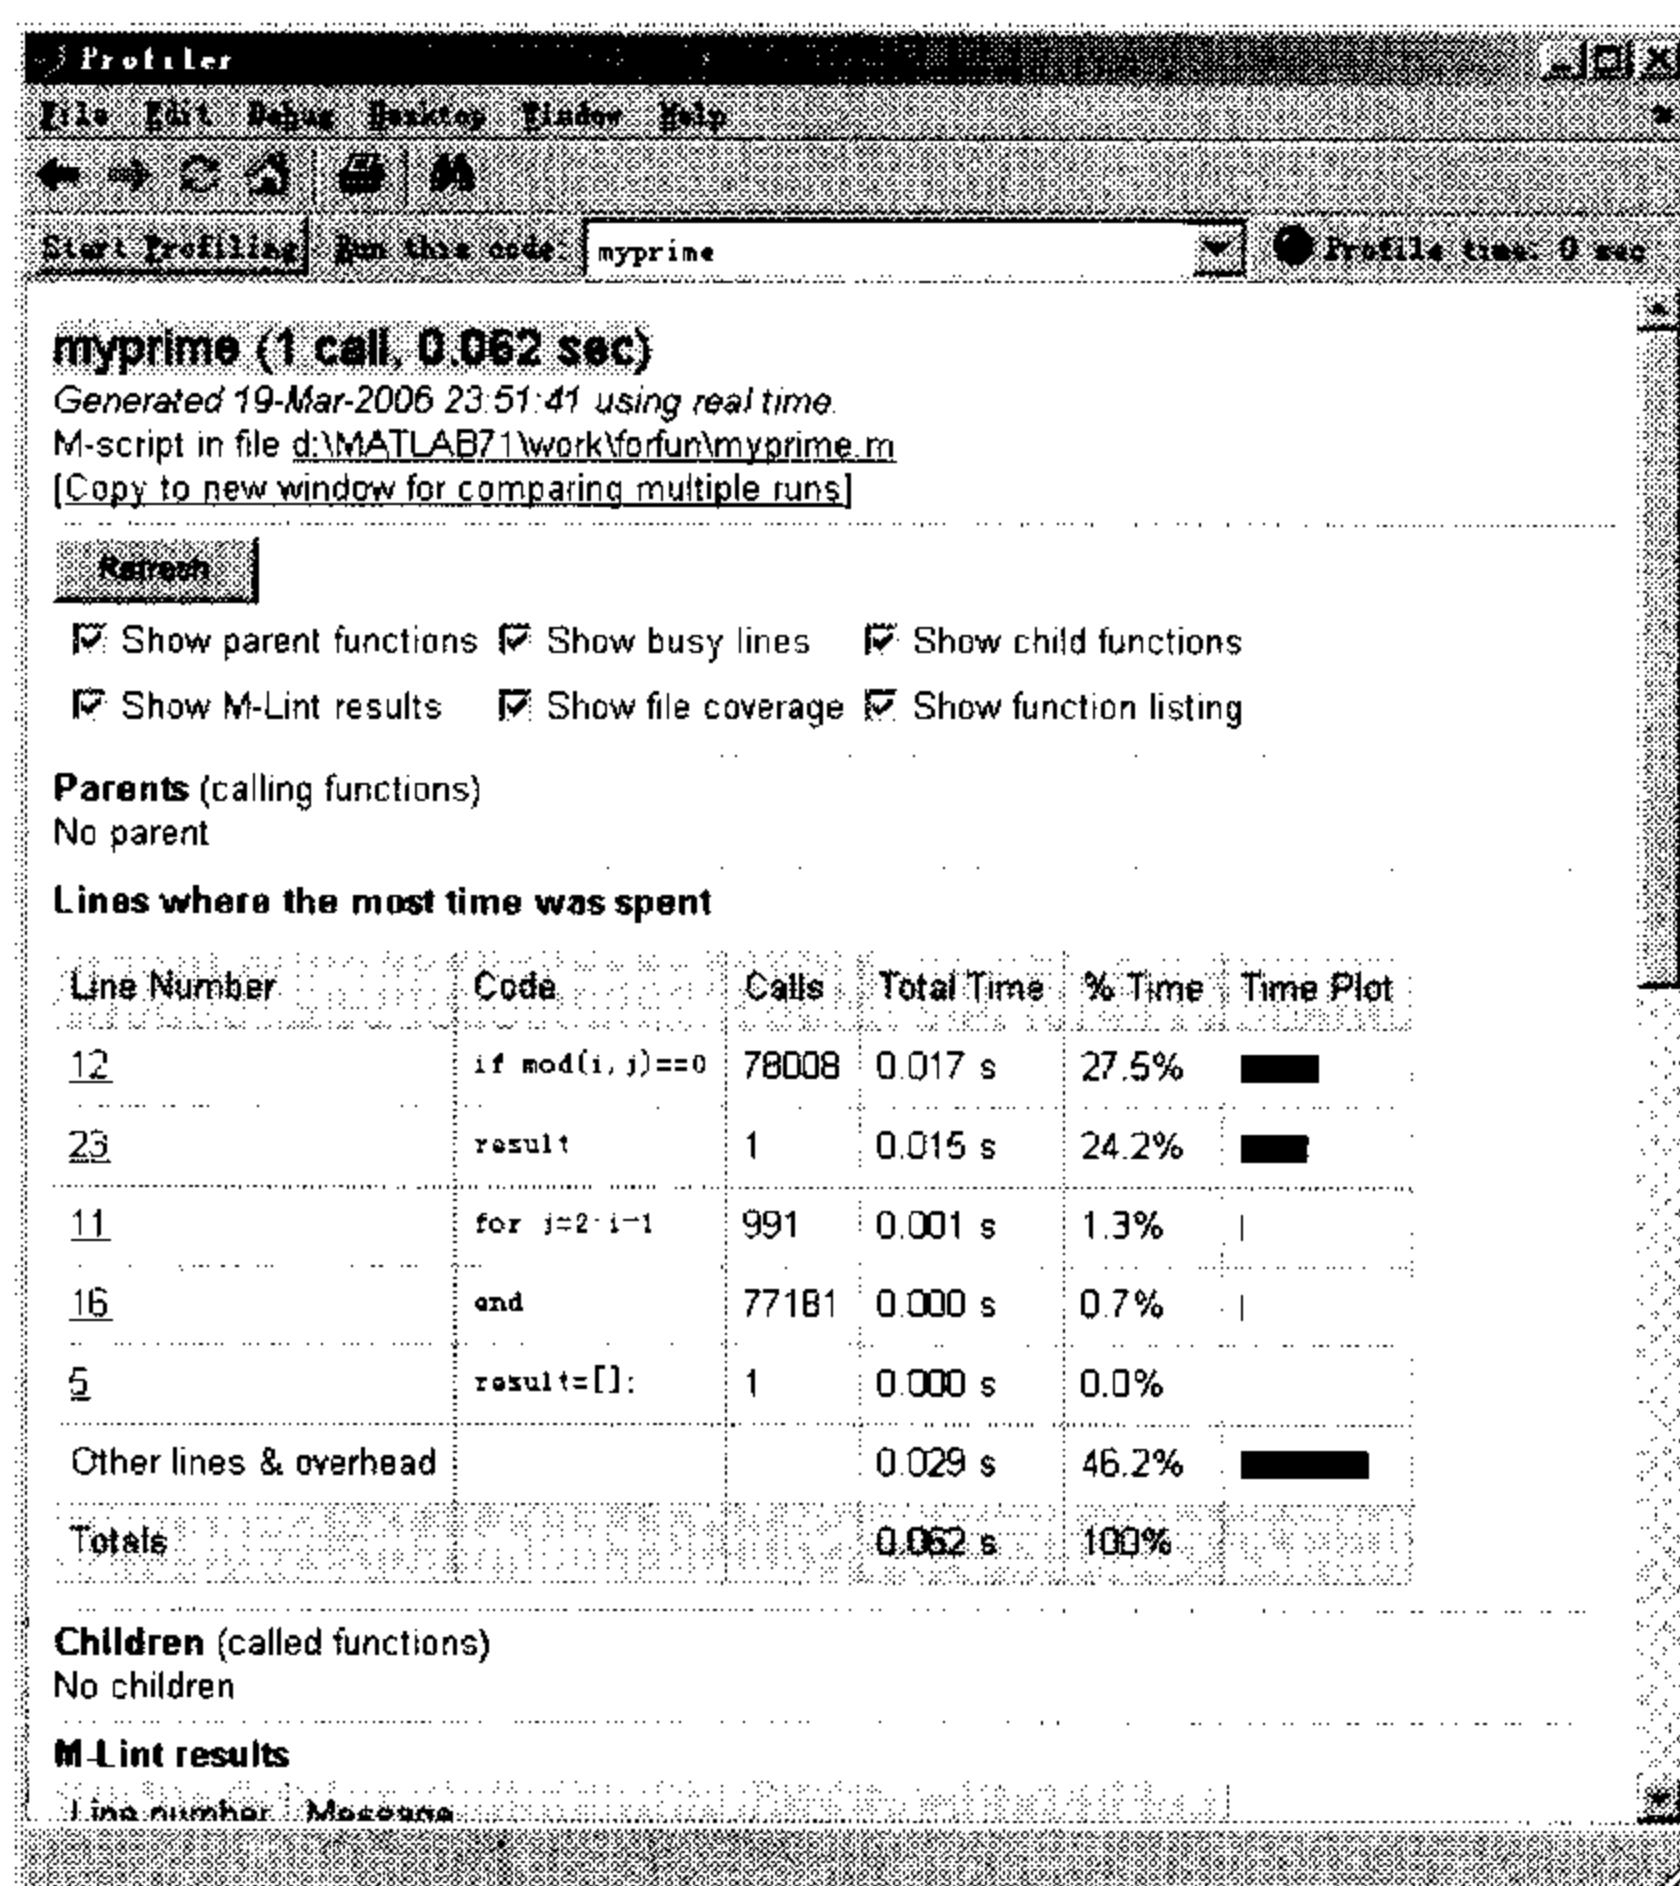 Profiler
File Edit Debug Desktop Window Help
Start Profiling Run this code: myprime Profile time: 0 sec
myprime (1 call, 0.062 sec)
Generated 19-Mar-2006 23:51:41 using real time.
M-script in file d:\MATLAB71\work\forfun\myprime.m
[Copy to new window for comparing multiple runs]
Refresh
Show parent functions Show busy lines Show child functions
Show M-Lint results Show file coverage Show function listing
Parents (calling functions)
No parent
Lines where the most time was spent
Line Number Code Calls Total Time % Time Time Plot
12 if mod(i,j)==0 78008 0.017 s 27.5%
23 result 1 0.015 s 24.2%
11 for j=2:i-1 991 0.001 s 1.3%
16 end 77181 0.000 s 0.7%
5 result=[]; 1 0.000 s 0.0%
Other lines & overhead 0.029 s 46.2%
Totals 0.062 s 100%
Children (called functions)
No children
M-Lint results
Line number Message